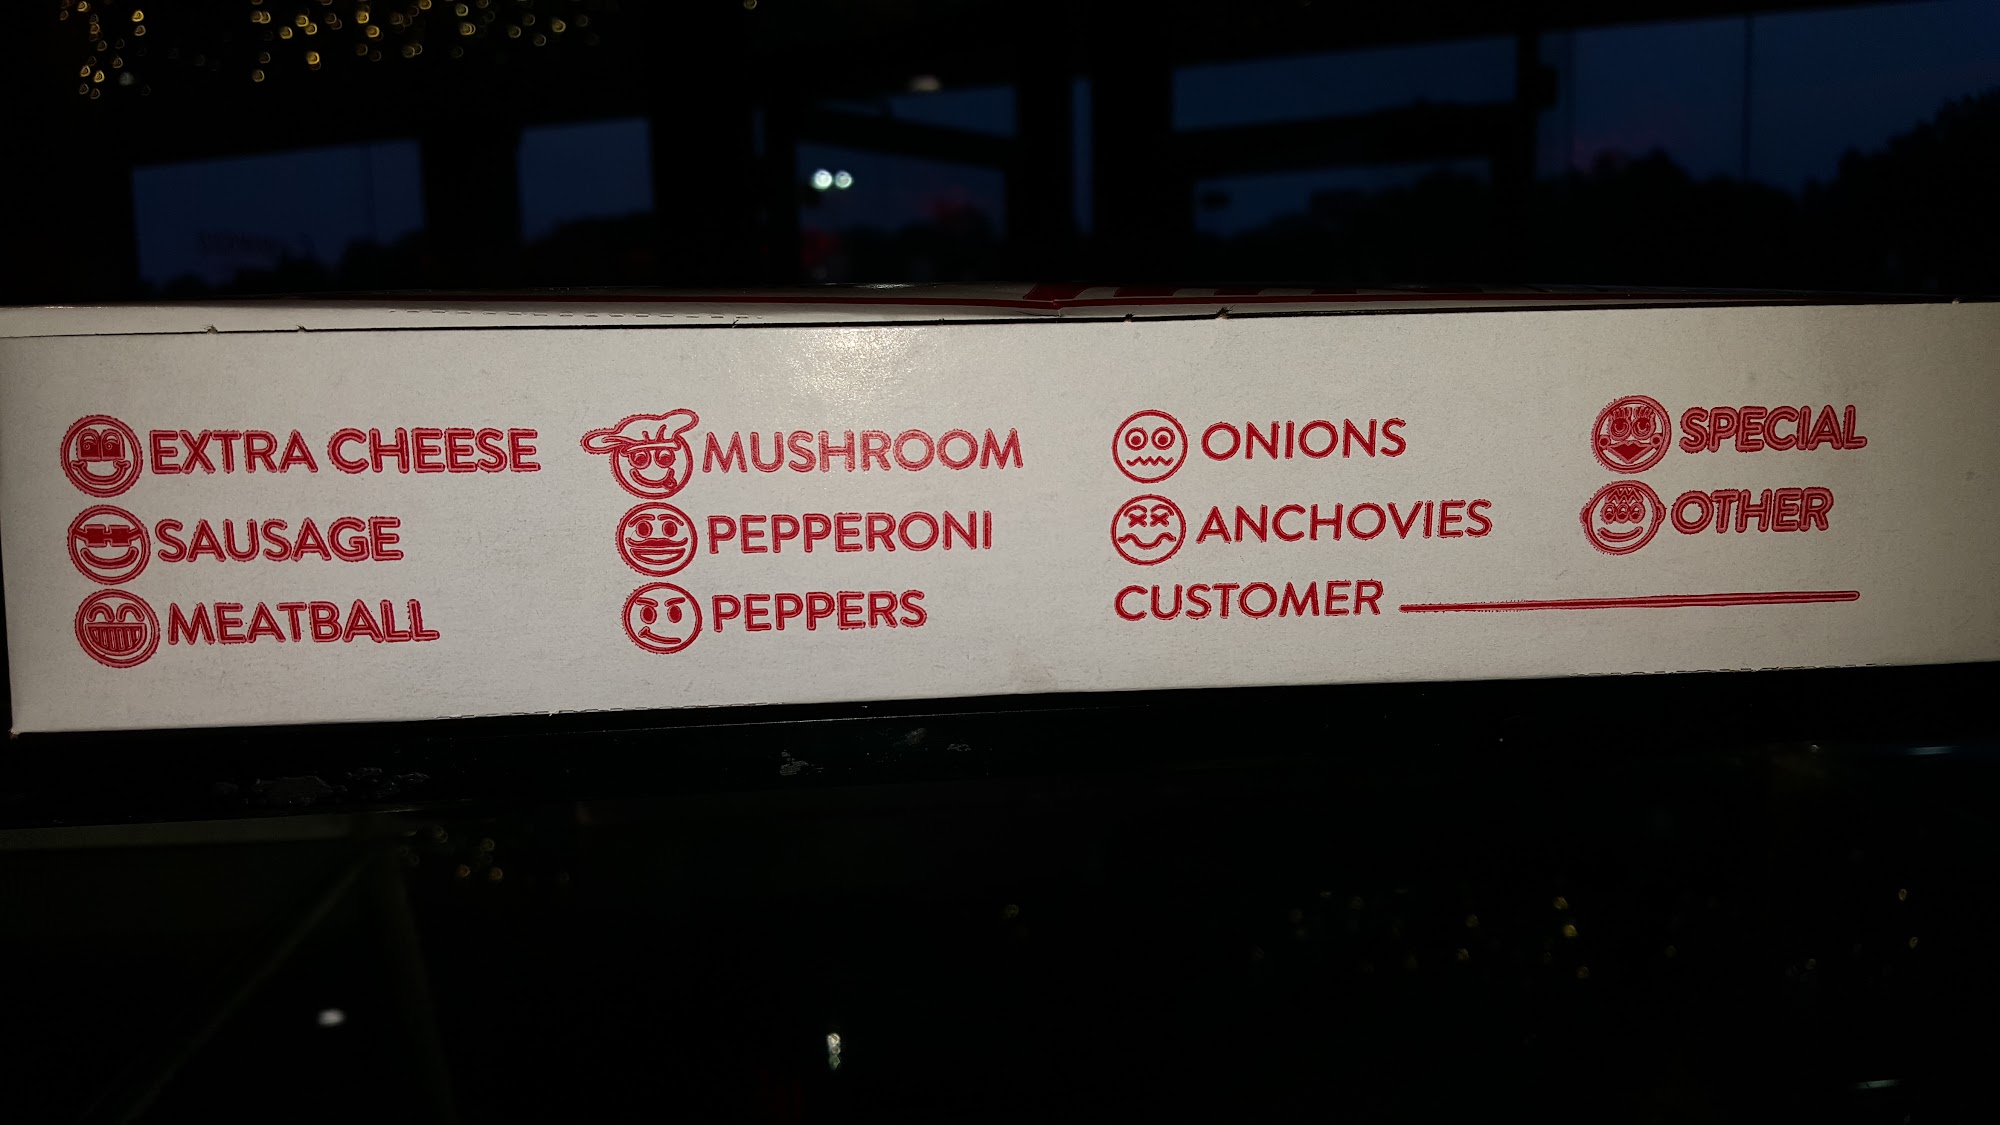 EXTRA CHEESE
SAUSAGE
MEATBALL
MUSHROOM
PEPPERONI
PEPPERS
ONIONS
ANCHOVIES
CUSTOMER
SPECIAL
OTHER